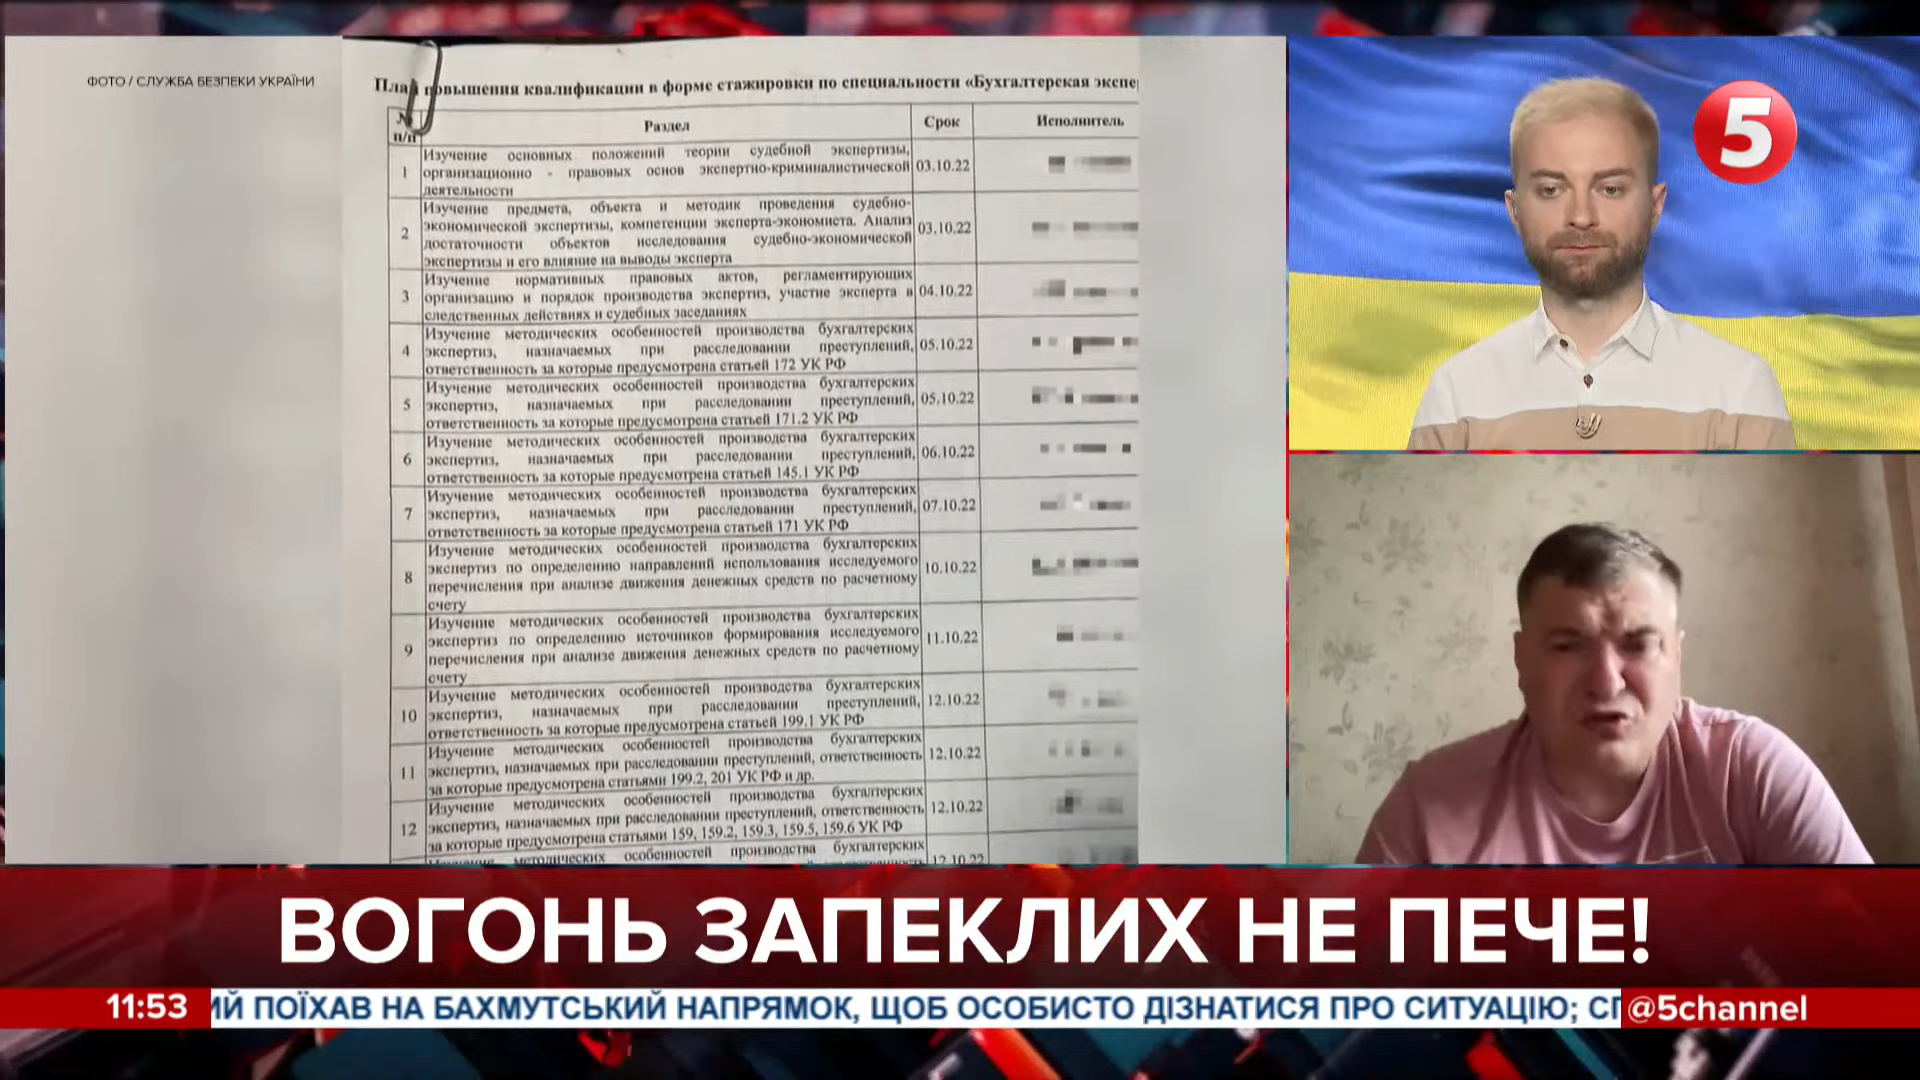 ФОТО / СЛУЖБА БЕЗПЕКИ УКРАЇНИ
План повышения квалификации в форме стажировки по специальности «Бухгалтерская
№ п/п
Раздел
Срок
Исполнитель
1
Изучение основных положений теории судебной экспертизы,
организационно - правовых основ экспертно-криминалистической
деятельности
03.10.22
2
Изучение предмета, объекта и методик проведения судебно-
экономической экспертизы, компетенции эксперта-экономиста. Анализ
достаточности объектов исследования судебно-экономической
экспертизы и его влияние на выводы эксперта
03.10.22
3
Изучение нормативных правовых актов, регламентирующих
организацию и порядок производства экспертиз, участие эксперта в
следственных действиях и судебных заседаниях
04.10.22
4
Изучение методических особенностей производства бухгалтерских
экспертиз, назначаемых при расследовании преступлений,
ответственность за которые предусмотрена статьей 172 УК РФ
05.10.22
5
Изучение методических особенностей производства бухгалтерских
экспертиз, назначаемых при расследовании преступлений,
ответственность за которые предусмотрена статьей 171.2 УК РФ
05.10.22
6
Изучение методических особенностей производства бухгалтерских
экспертиз, назначаемых при расследовании преступлений,
ответственность за которые предусмотрена статьей 145.1 УК РФ
06.10.22
7
Изучение методических особенностей производства бухгалтерских
экспертиз, назначаемых при расследовании преступлений,
ответственность за которые предусмотрена статьей 171 УК РФ
07.10.22
8
Изучение методических особенностей производства бухгалтерских
экспертиз по определению направлений использования исследуемого
перечисления при анализе движения денежных средств по расчетному
счету
10.10.22
9
Изучение методических особенностей производства бухгалтерских
экспертиз по определению источников формирования исследуемого
перечисления при анализе движения денежных средств по расчетному
счету
11.10.22
10
Изучение методических особенностей производства бухгалтерских
экспертиз, назначаемых при расследовании преступлений,
ответственность за которые предусмотрена статьей 199.1 УК РФ
12.10.22
11
Изучение методических особенностей производства бухгалтерских
экспертиз, назначаемых при расследовании преступлений, ответственность
за которые предусмотрена статьями 199.2, 201 УК РФ и др.
12.10.22
12
Изучение методических особенностей производства бухгалтерских
экспертиз, назначаемых при расследовании преступлений, ответственность
за которые предусмотрена статьями 159, 159.2, 159.3, 159.5, 159.6 УК РФ
12.10.22
Изучение методических особенностей производства бухгалтерских
12.10.22
5
ВОГОНЬ ЗАПЕКЛИХ НЕ ПЕЧЕ!
11:53
ИЙ ПОЇХАВ НА БАХМУТСЬКИЙ НАПРЯМОК, ЩОБ ОСОБИСТО ДІЗНАТИСЯ ПРО СИТУАЦІЮ;
@5channel